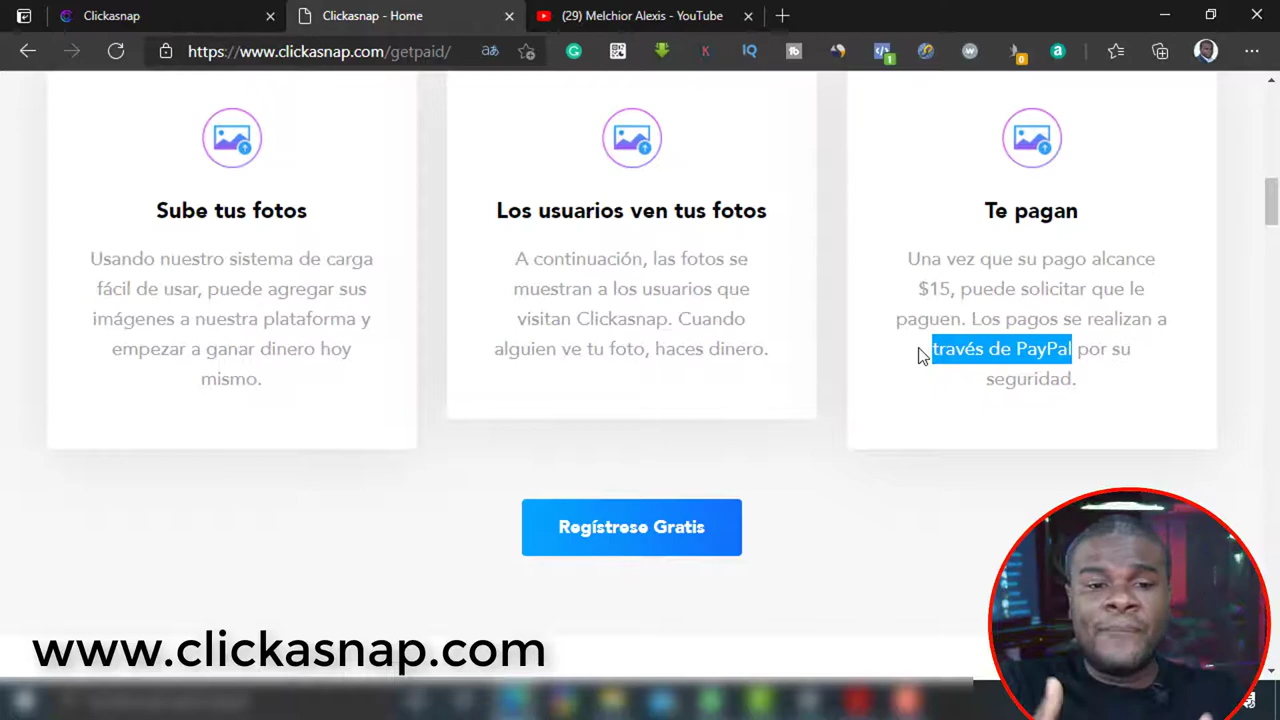 Clickasnap
Clickasnap - Home
(29) Melchior Alexis - YouTube
https://www.clickasnap.com/getpaid/
Sube tus fotos
Usando nuestro sistema de carga
fácil de usar, puede agregar sus
imágenes a nuestra plataforma y
empezar a ganar dinero hoy
mismo.
Los usuarios ven tus fotos
A continuación, las fotos se
muestran a los usuarios que
visitan Clickasnap. Cuando
alguien ve tu foto, haces dinero.
Te pagan
Una vez que su pago alcance
$15, puede solicitar que le
paguen. Los pagos se realizan a
través de PayPal por su
seguridad.
Regístrese Gratis
www.clickasnap.com